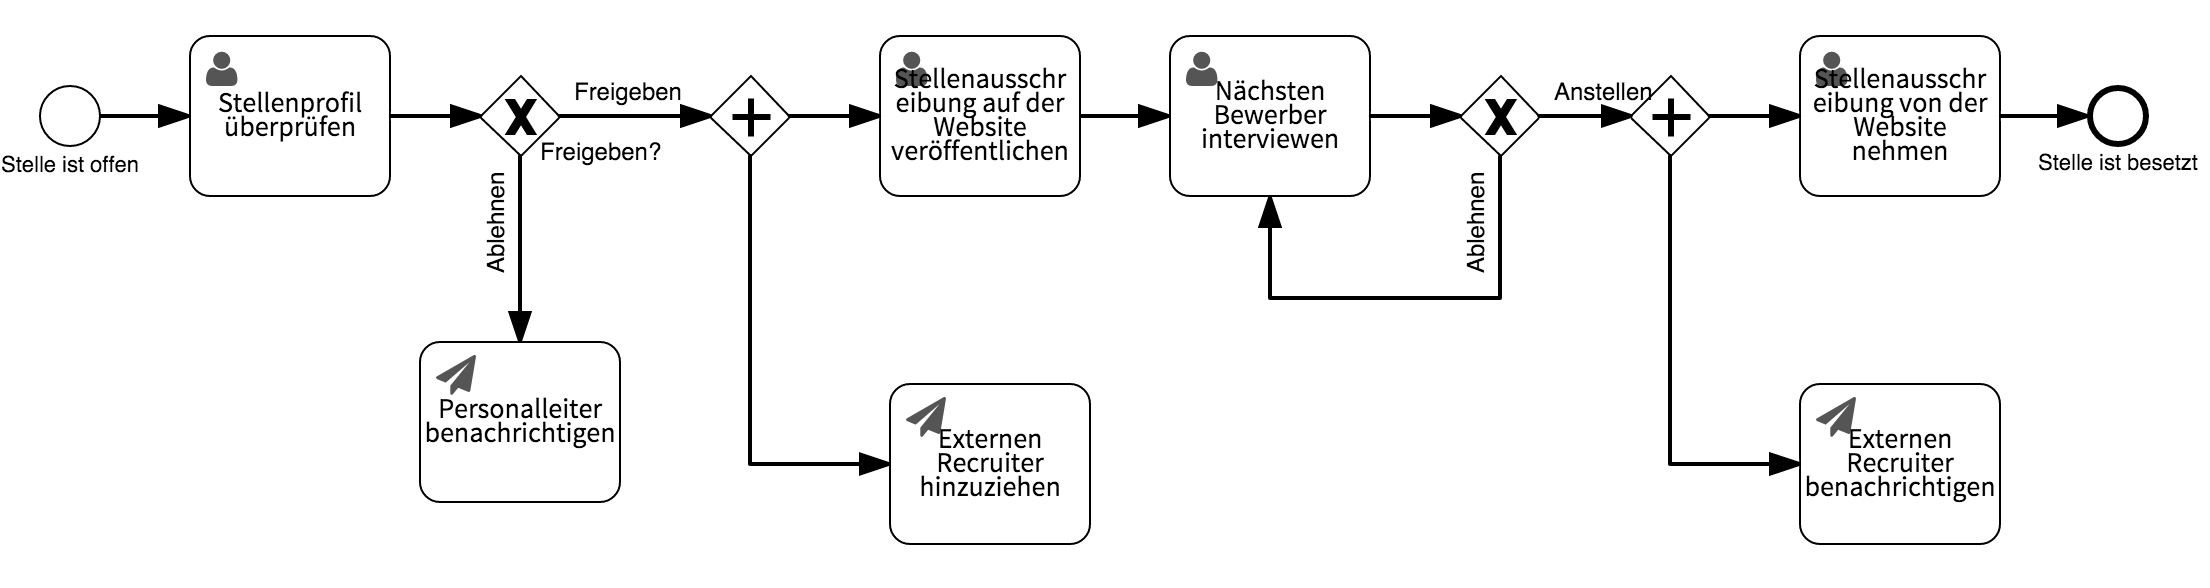 Stelle ist offen
Stellenprofil
überprüfen
Freigeben
Freigeben?
Ablehnen
Personalleiter
benachrichtigen
Stellenausschr
eibung auf der
Website
veröffentlichen
Externen
Recruiter
hinzuziehen
Nächsten
Bewerber
interviewen
Ablehnen
Anstellen
Stellenausschr
eibung von der
Website
nehmen
Externen
Recruiter
benachrichtigen
Stelle ist besetzt